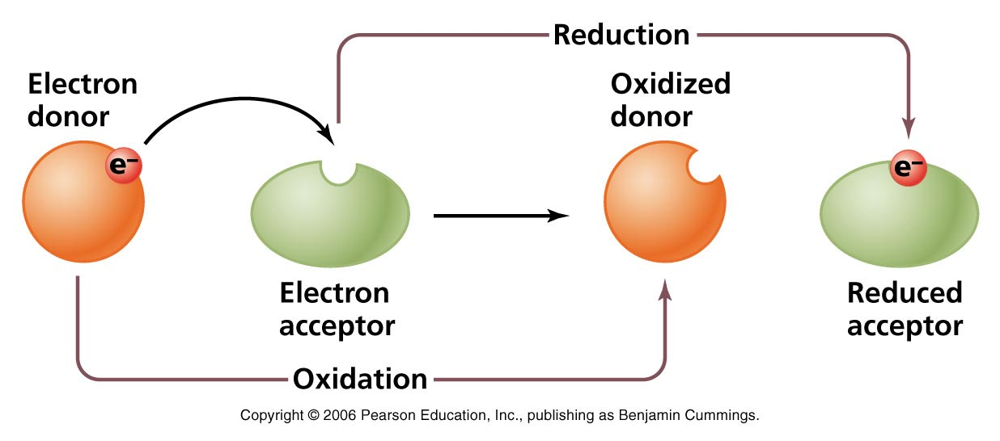 Reduction
Electron
donor
Oxidized
donor
e–
e–
Electron
acceptor
Reduced
acceptor
Oxidation
Copyright © 2006 Pearson Education, Inc., publishing as Benjamin Cummings.